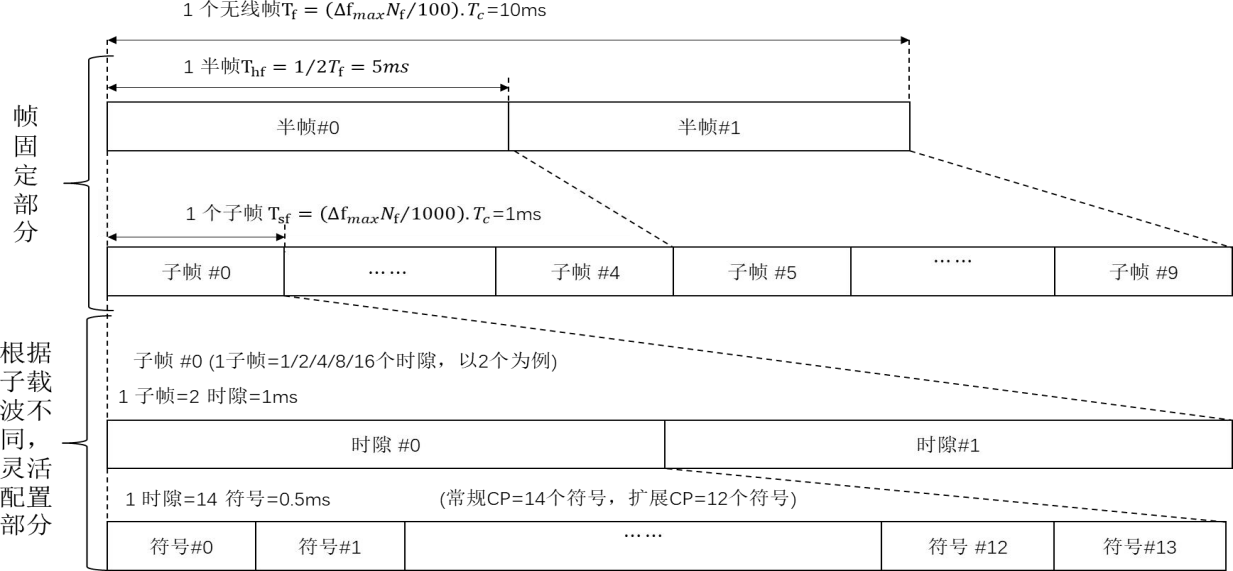 1 个无线帧T_f = (Δf_max N_f/100).T_c=10ms
1 半帧T_hf = 1/2T_f = 5ms
半帧#0
半帧#1
帧
固
定
部
分
1 个子帧 T_sf = (Δf_max N_f/1000).T_c=1ms
子帧 #0
……
子帧 #4
子帧 #5
……
子帧 #9
根据
子载
波不
同，
灵活
配置
部分
子帧 #0 (1子帧=1/2/4/8/16个时隙，以2个为例)
1 子帧=2 时隙=1ms
时隙 #0
时隙#1
1 时隙=14 符号=0.5ms
(常规CP=14个符号，扩展CP=12个符号)
符号#0
符号#1
……
符号 #12
符号#13